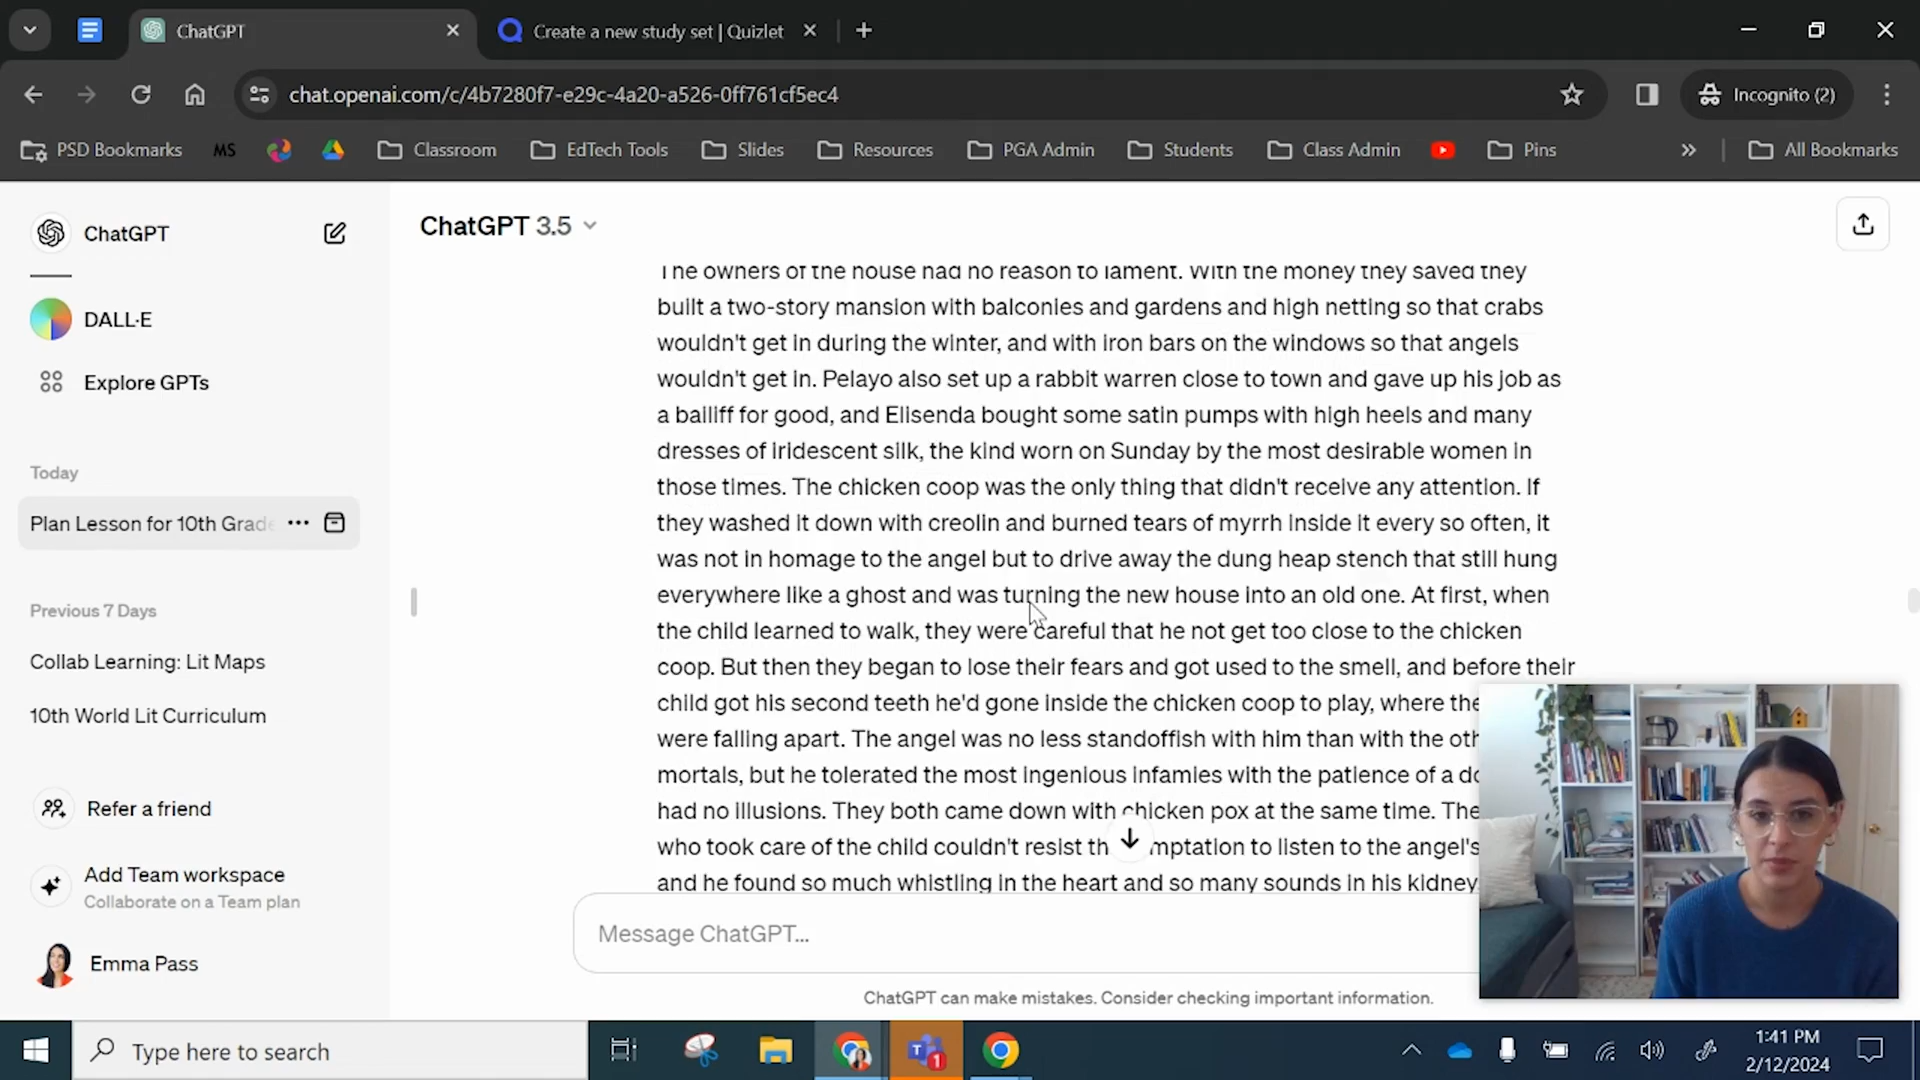 ChatGPT
Create a new study set | Quizlet
chat.openai.com/c/4b7280f7-e29c-4a20-a526-0ff761cf5ec4
Incognito (2)
PSD Bookmarks
MS
Classroom
EdTech Tools
Slides
Resources
PGA Admin
Students
Class Admin
Pins
All Bookmarks
ChatGPT
DALL·E
Explore GPTs
Today
Plan Lesson for 10th Grade
Previous 7 Days
Collab Learning: Lit Maps
10th World Lit Curriculum
Refer a friend
Add Team workspace
Collaborate on a Team plan
Emma Pass
ChatGPT 3.5
The owners of the house had no reason to lament. With the money they saved they
built a two-story mansion with balconies and gardens and high netting so that crabs
wouldn't get in during the winter, and with iron bars on the windows so that angels
wouldn't get in. Pelayo also set up a rabbit warren close to town and gave up his job as
a bailiff for good, and Elisenda bought some satin pumps with high heels and many
dresses of iridescent silk, the kind worn on Sunday by the most desirable women in
those times. The chicken coop was the only thing that didn't receive any attention. If
they washed it down with creolin and burned tears of myrrh inside it every so often, it
was not in homage to the angel but to drive away the dung heap stench that still hung
everywhere like a ghost and was turning the new house into an old one. At first, when
the child learned to walk, they were careful that he not get too close to the chicken
coop. But then they began to lose their fears and got used to the smell, and before their
child got his second teeth he'd gone inside the chicken coop to play, where the
were falling apart. The angel was no less standoffish with him than with the oth
mortals, but he tolerated the most ingenious infamies with the patience of a do
had no illusions. They both came down with chicken pox at the same time. The
who took care of the child couldn't resist th mptation to listen to the angel's
and he found so much whistling in the heart and so many sounds in his kidney
Message ChatGPT...
ChatGPT can make mistakes. Consider checking important information.
Type here to search
1
1:41 PM
2/12/2024